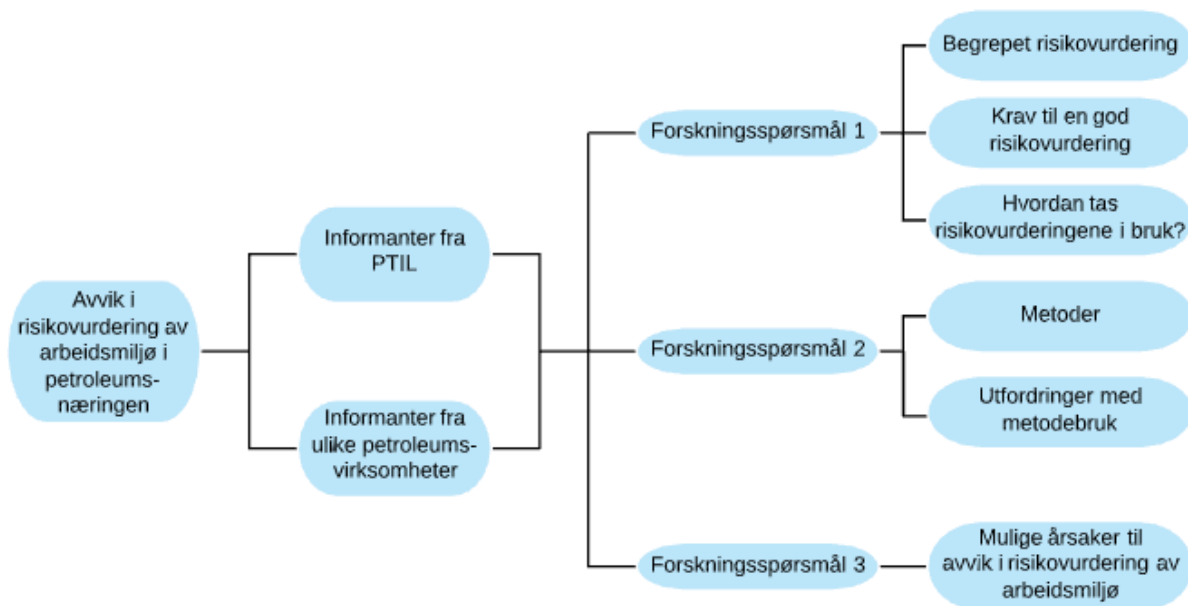 Avvik i
risikovurdering av
arbeidsmiljø i
petroleums-
næringen
Informanter fra
PTIL
Informanter fra
ulike petroleums-
virksomheter
Forskningsspørsmål 1
Begrepet risikovurdering
Krav til en god
risikovurdering
Hvordan tas
risikovurderingene i bruk?
Forskningsspørsmål 2
Metoder
Utfordringer med
metodebruk
Forskningsspørsmål 3
Mulige årsaker til
avvik i risikovurdering av
arbeidsmiljø